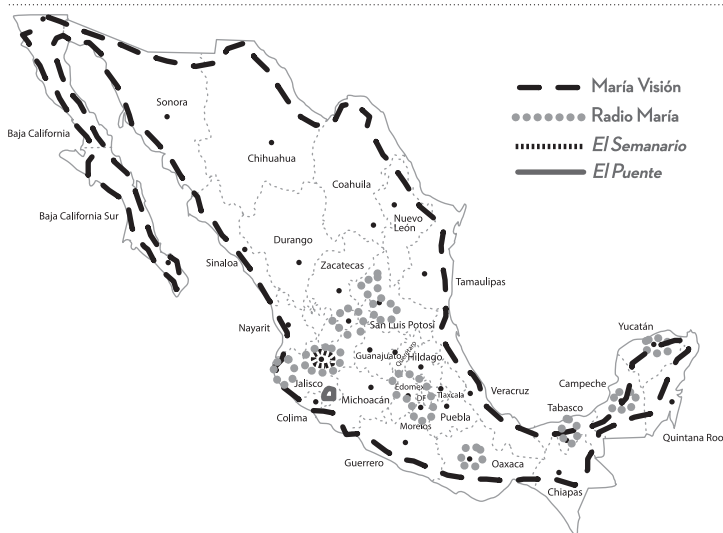 María Visión
Radio María
El Semanario
El Puente
Sonora
Baja California
Chihuahua
Coahuila
Baja California Sur
Nuevo
León
Durango
Sinaloa
Zacatecas
Tamaulipas
Nayarit
San Luis Potosí
Yucatán
Guanajuato
Querétaro
Hildago
Jalisco
Edomex
DF
Tlaxcala
Veracruz
Campeche
Michoacán
Colima
Puebla
Tabasco
Morelos
Quintana Roo
Guerrero
Oaxaca
Chiapas